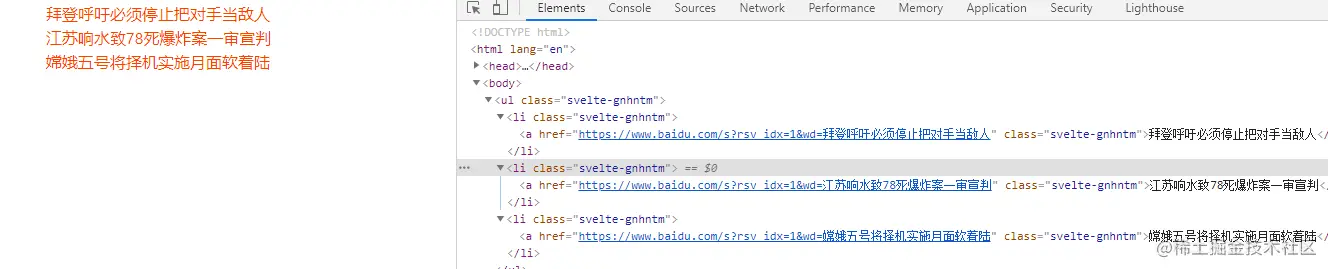 拜登呼吁必须停止把对手当敌人
江苏响水致78死爆炸案一审宣判
嫦娥五号将择机实施月面软着陆
Elements Console Sources Network Performance Memory Application Security Lighthouse
<!DOCTYPE html>
<html lang="en">
<head>…</head>
<body>
<ul class="svelte-gnhntm">
<li class="svelte-gnhntm">
<a href="https://www.baidu.com/s?rsv_idx=1&wd=拜登呼吁必须停止把对手当敌人" class="svelte-gnhntm">拜登呼吁必须停止把对手当敌人</
</li>
<li class="svelte-gnhntm"> == $0
<a href="https://www.baidu.com/s?rsv_idx=1&wd=江苏响水致78死爆炸案一审宣判" class="svelte-gnhntm">江苏响水致78死爆炸案一审宣判</
</li>
<li class="svelte-gnhntm">
<a href="https://www.baidu.com/s?rsv_idx=1&wd=嫦娥五号将择机实施月面软着陆" class="svelte-gnhntm">嫦娥五号将择机实施月面软着陆</
</li>
</ul>
@稀土掘金技术社区